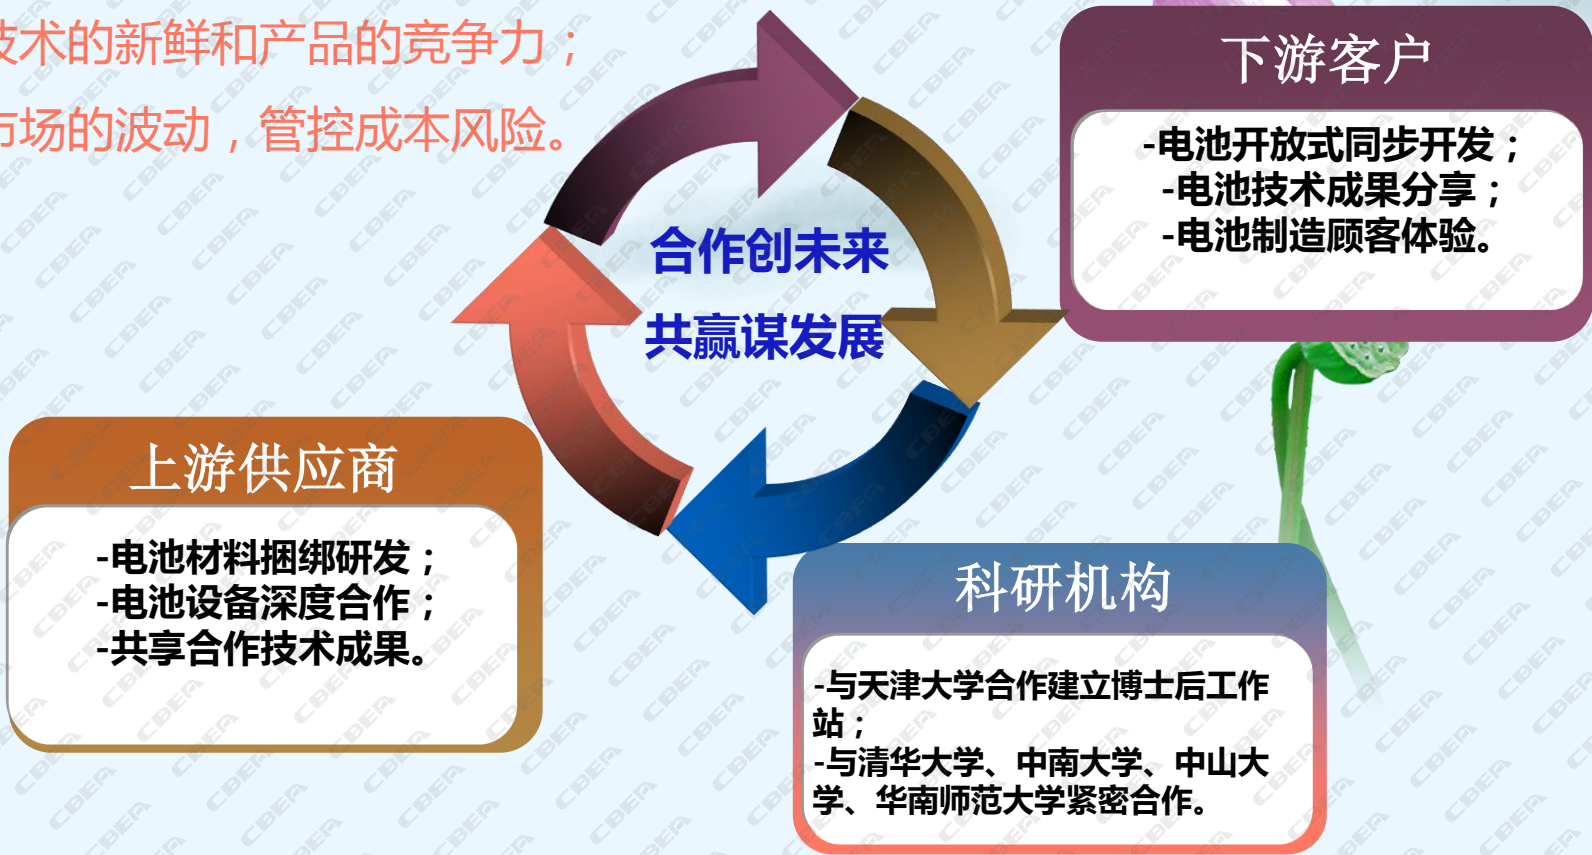 技术的新鲜和产品的竞争力；
市场的波动，管控成本风险。
下游客户
-电池开放式同步开发；
-电池技术成果分享；
-电池制造顾客体验。
合作创未来
共赢谋发展
上游供应商
-电池材料捆绑研发；
-电池设备深度合作；
-共享合作技术成果。
科研机构
-与天津大学合作建立博士后工作
站；
-与清华大学、中南大学、中山大
学、华南师范大学紧密合作。
CBEA